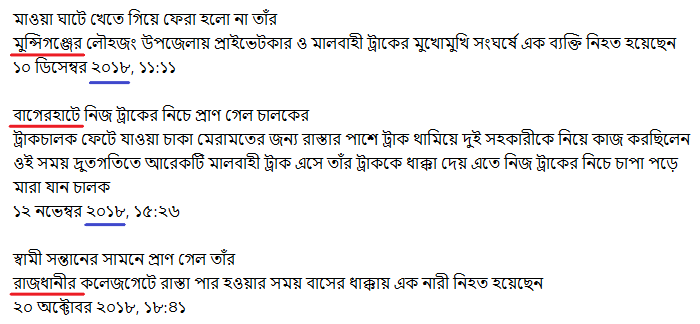 মাওয়া ঘাটে খেতে গিয়ে ফেরা হলো না তাঁর
মুন্সিগঞ্জের লৌহজং উপজেলায় প্রাইভেটকার ও মালবাহী ট্রাকের মুখোমুখি সংঘর্ষে এক ব্যক্তি নিহত হয়েছেন
১০ ডিসেম্বর ২০১৮, ১১:১১
বাগেরহাটে নিজ ট্রাকের নিচে প্রাণ গেল চালকের
ট্রাকচালক ফেটে যাওয়া চাকা মেরামতের জন্য রাস্তার পাশে ট্রাক থামিয়ে দুই সহকারীকে নিয়ে কাজ করছিলেন
ওই সময় দ্রুতগতিতে আরেকটি মালবাহী ট্রাক এসে তাঁর ট্রাককে ধাক্কা দেয় এতে নিজ ট্রাকের নিচে চাপা পড়ে
মারা যান চালক
১২ নভেম্বর ২০১৮, ১৫:২৬
স্বামী সন্তানের সামনে প্রাণ গেল তাঁর
রাজধানীর কলেজগেটে রাস্তা পার হওয়ার সময় বাসের ধাক্কায় এক নারী নিহত হয়েছেন
২০ অক্টোবর ২০১৮, ১৮:৪১